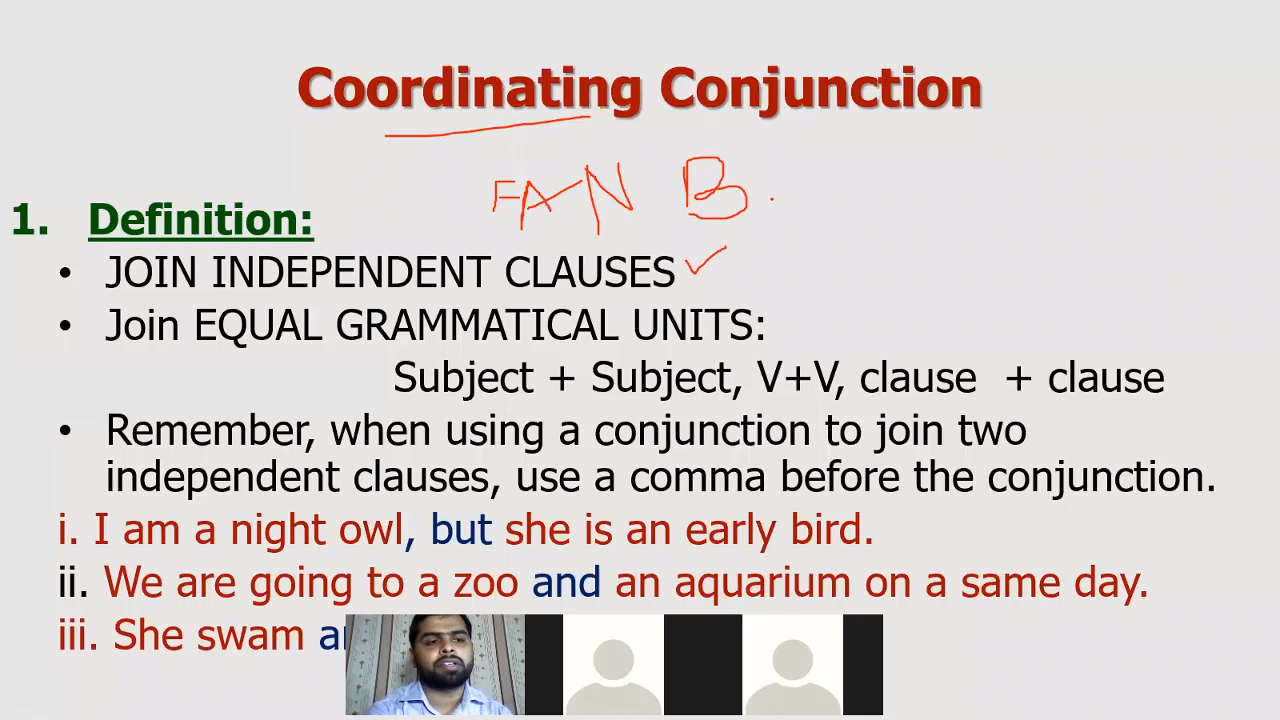 Coordinating Conjunction
FAN B.
1. Definition:
• JOIN INDEPENDENT CLAUSES
• Join EQUAL GRAMMATICAL UNITS:
Subject + Subject, V+V, clause + clause
• Remember, when using a conjunction to join two
independent clauses, use a comma before the conjunction.
i. I am a night owl, but she is an early bird.
ii. We are going to a zoo and an aquarium on a same day.
iii. She swam